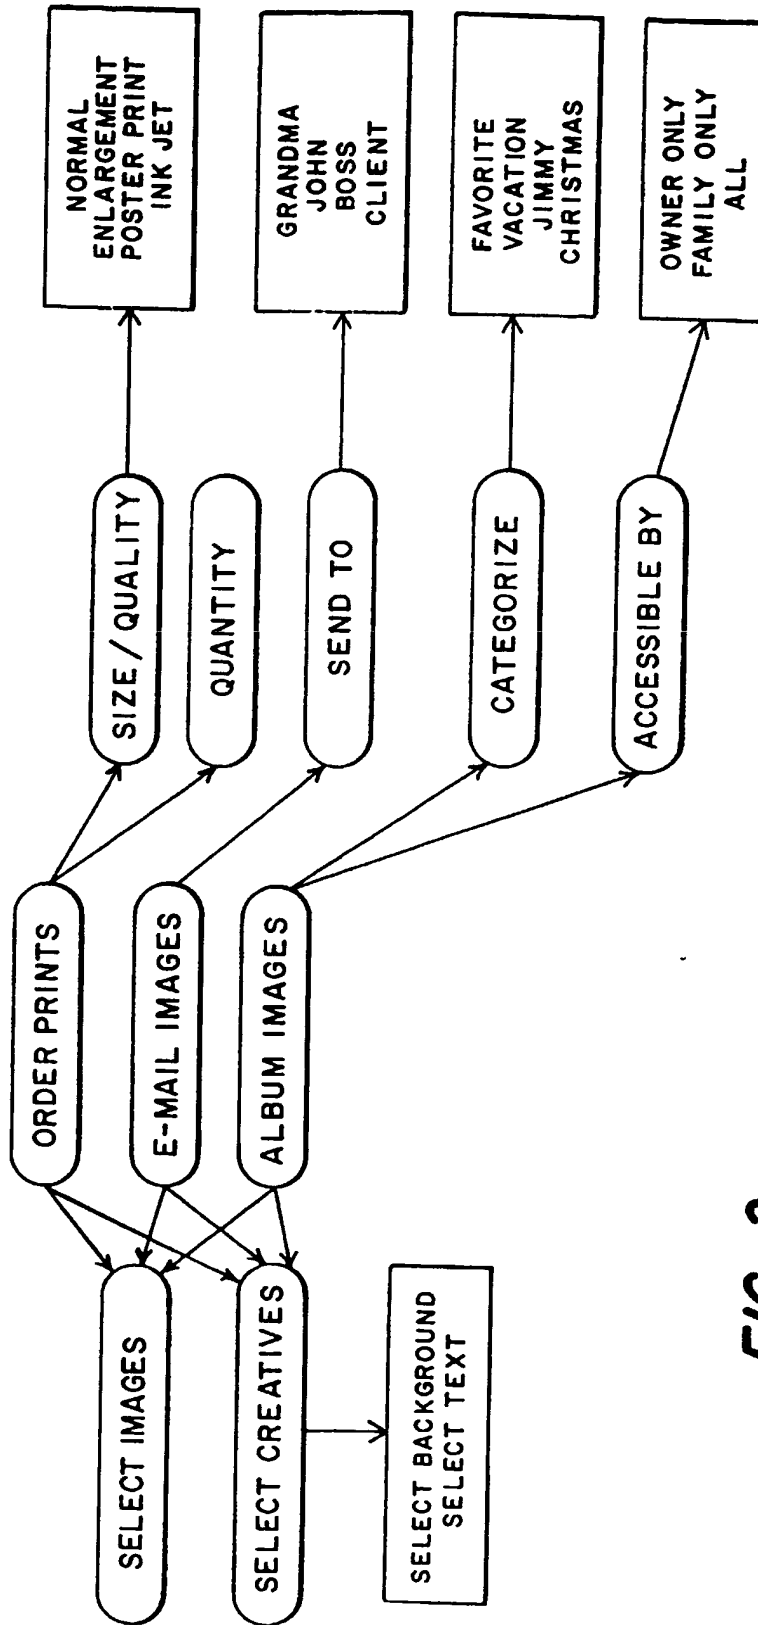 SELECT IMAGES
SELECT CREATIVES
SELECT BACKGROUND
SELECT TEXT
ORDER PRINTS
E-MAIL IMAGES
ALBUM IMAGES
SIZE / QUALITY
QUANTITY
SEND TO
CATEGORIZE
ACCESSIBLE BY
NORMAL
ENLARGEMENT
POSTER PRINT
INK JET
GRANDMA
JOHN
BOSS
CLIENT
FAVORITE
VACATION
JIMMY
CHRISTMAS
OWNER ONLY
FAMILY ONLY
ALL
FIG.